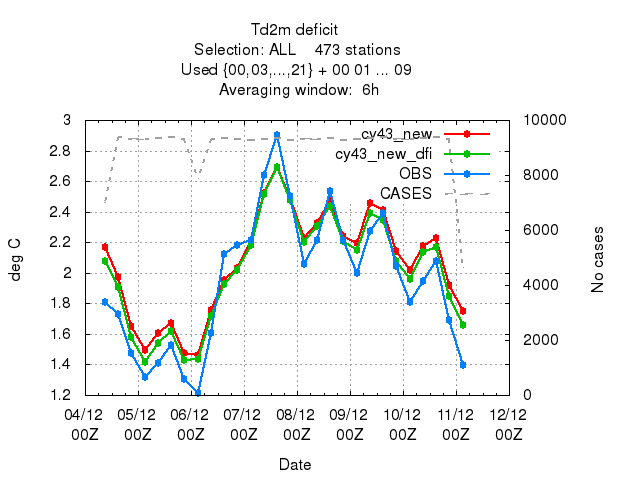 Td2m deficit
Selection: ALL    473 stations
Used {00,03,...,21} + 00 01 ... 09
Averaging window:  6h
3
2.8
2.6
2.4
2.2
2
1.8
1.6
1.4
1.2
deg C
10000
8000
6000
4000
2000
0
No cases
cy43_new
cy43_new_dfi
OBS
CASES
04/12 05/12 06/12 07/12 08/12 09/12 10/12 11/12 12/12
00Z 00Z 00Z 00Z 00Z 00Z 00Z 00Z 00Z
Date